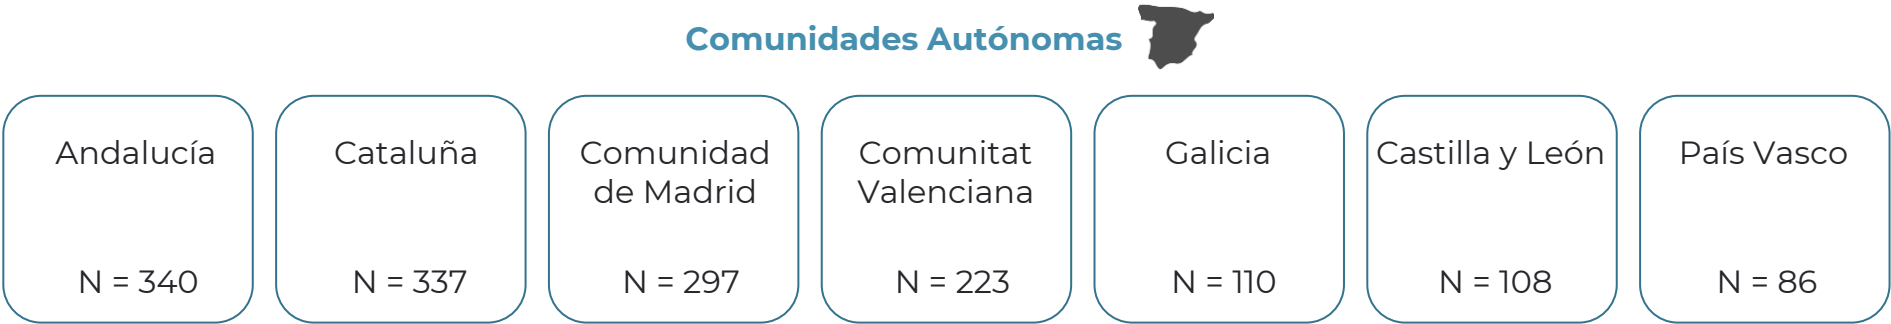 Comunidades Autónomas
Andalucía
N = 340
Cataluña
N = 337
Comunidad
de Madrid
N = 297
Comunitat
Valenciana
N = 223
Galicia
N = 110
Castilla y León
N = 108
País Vasco
N = 86